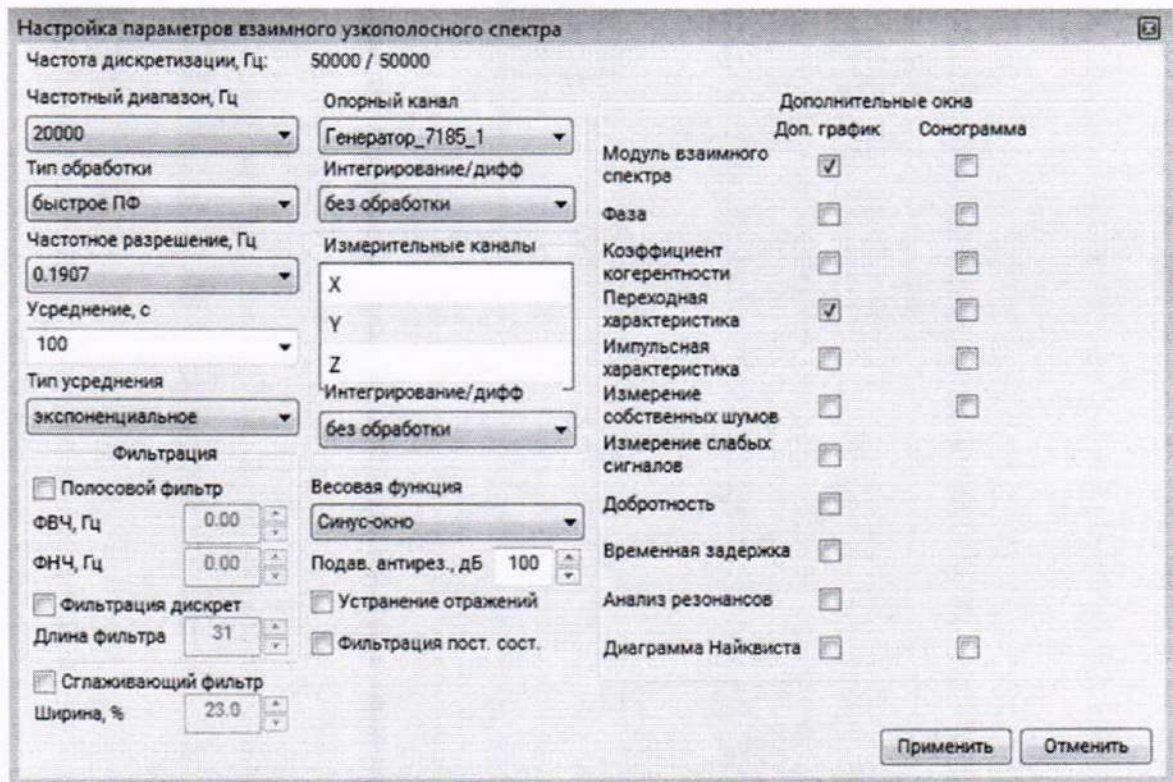 Настройка параметров взаимного узкополосного спектра
Частота дискретизации, Гц: 50000 / 50000
Частотный диапазон, Гц
20000
Тип обработки
быстрое ПФ
Частотное разрешение, Гц
0.1907
Усреднение, с
100
Тип усреднения
экспоненциальное
Фильтрация
Полосовой фильтр
ФВЧ, Гц 0.00
ФНЧ, Гц 0.00
Фильтрация дискрет
Длина фильтра 31
Сглаживающий фильтр
Ширина, % 23.0
Опорный канал
Генератор_7185_1
Интегрирование/дифф
без обработки
Измерительные каналы
X
Y
Z
Интегрирование/дифф
без обработки
Весовая функция
Синус-окно
Подав. антирез., дБ 100
Устранение отражений
Фильтрация пост. сост.
Дополнительные окна
Доп. график Сонограмма
Модуль взаимного
спектра
Фаза
Коэффициент
когерентности
Переходная
характеристика
Импульсная
характеристика
Измерение
собственных шумов
Измерение слабых
сигналов
Добротность
Временная задержка
Анализ резонансов
Диаграмма Найквиста
Применить Отменить